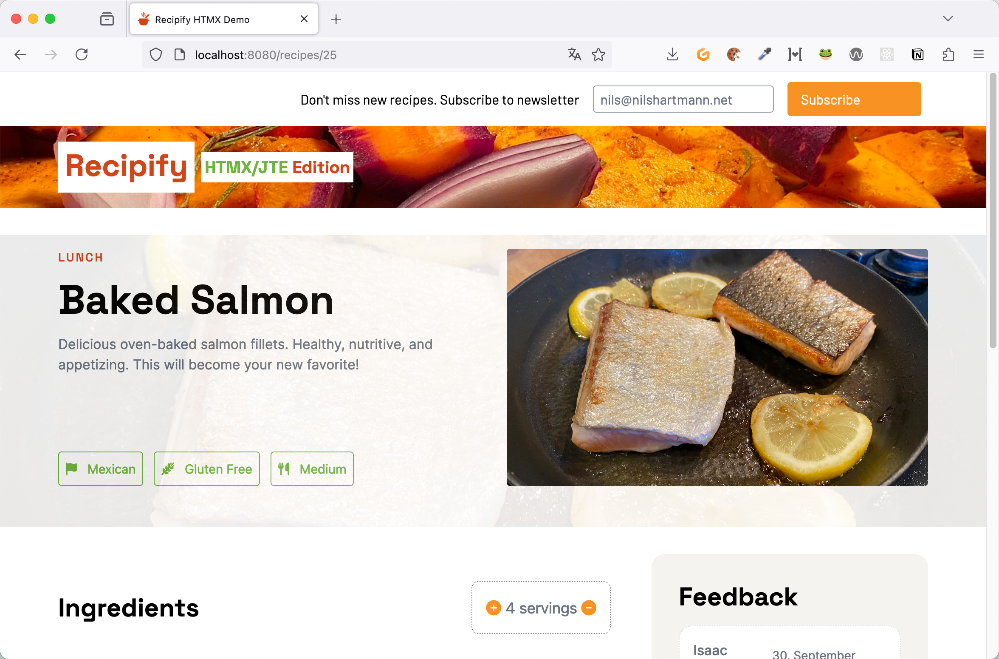 Recipify HTMX Demo
localhost:8080/recipes/25
Don't miss new recipes. Subscribe to newsletter
nils@nilshartmann.net
Subscribe
Recipify
HTMX/JTE Edition
LUNCH
Baked Salmon
Delicious oven-baked salmon fillets. Healthy, nutritive, and
appetizing. This will become your new favorite!
Mexican
Gluten Free
Medium
Ingredients
4 servings
Feedback
Isaac
30. September